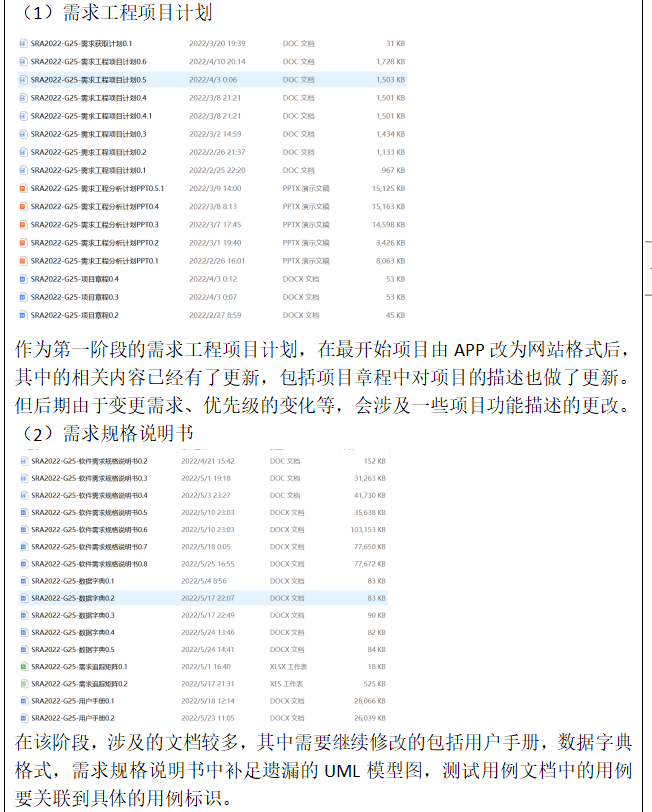 （1）需求工程项目计划
SRA2022-G25-需求获取计划0.1 2022/3/20 19:39 DOC 文档 31 KB
SRA2022-G25-需求工程项目计划0.6 2022/4/10 20:14 DOC 文档 1,728 KB
SRA2022-G25-需求工程项目计划0.5 2022/4/3 0:06 DOC 文档 1,503 KB
SRA2022-G25-需求工程项目计划0.4 2022/3/8 21:21 DOC 文档 1,501 KB
SRA2022-G25-需求工程项目计划0.4.1 2022/3/8 21:21 DOC 文档 1,501 KB
SRA2022-G25-需求工程项目计划0.3 2022/3/2 14:59 DOC 文档 1,434 KB
SRA2022-G25-需求工程项目计划0.2 2022/2/26 21:37 DOC 文档 1,133 KB
SRA2022-G25-需求工程项目计划0.1 2022/2/25 22:20 DOC 文档 967 KB
SRA2022-G25-需求工程分析计划PPT0.5.1 2022/3/9 14:00 PPTX 演示文稿 15,125 KB
SRA2022-G25-需求工程分析计划PPT0.4 2022/3/8 8:13 PPTX 演示文稿 15,163 KB
SRA2022-G25-需求工程分析计划PPT0.3 2022/3/7 17:45 PPTX 演示文稿 14,598 KB
SRA2022-G25-需求工程分析计划PPT0.2 2022/3/1 19:40 PPTX 演示文稿 3,426 KB
SRA2022-G25-需求工程分析计划PPT0.1 2022/2/26 16:01 PPTX 演示文稿 8,063 KB
SRA2022-G25-项目章程0.4 2022/4/3 0:12 DOCX 文档 53 KB
SRA2022-G25-项目章程0.3 2022/4/3 0:07 DOCX 文档 53 KB
SRA2022-G25-项目章程0.2 2022/2/27 8:59 DOCX 文档 45 KB
作为第一阶段的需求工程项目计划，在最开始项目由 APP 改为网站格式后，
其中的相关内容已经有了更新，包括项目章程中对项目的描述也做了更新。
但后期由于变更需求、优先级的变化等，会涉及一些项目功能描述的更改。
（2）需求规格说明书
SRA2022-G25-软件需求规格说明书0.2 2022/4/21 15:42 DOC 文档 152 KB
SRA2022-G25-软件需求规格说明书0.3 2022/5/1 19:18 DOC 文档 31,263 KB
SRA2022-G25-软件需求规格说明书0.4 2022/5/3 23:27 DOC 文档 41,730 KB
SRA2022-G25-软件需求规格说明书0.5 2022/5/10 23:03 DOCX 文档 35,638 KB
SRA2022-G25-软件需求规格说明书0.6 2022/5/10 23:03 DOCX 文档 103,153 KB
SRA2022-G25-软件需求规格说明书0.7 2022/5/18 0:05 DOCX 文档 77,650 KB
SRA2022-G25-软件需求规格说明书0.8 2022/5/25 16:55 DOCX 文档 77,672 KB
SRA2022-G25-数据字典0.1 2022/5/4 8:56 DOCX 文档 83 KB
SRA2022-G25-数据字典0.2 2022/5/17 22:07 DOCX 文档 83 KB
SRA2022-G25-数据字典0.3 2022/5/17 22:49 DOCX 文档 90 KB
SRA2022-G25-数据字典0.4 2022/5/24 13:46 DOCX 文档 82 KB
SRA2022-G25-数据字典0.5 2022/5/24 14:41 DOCX 文档 84 KB
SRA2022-G25-需求追踪矩阵0.1 2022/5/1 16:40 XLSX 工作表 18 KB
SRA2022-G25-需求追踪矩阵0.2 2022/5/17 21:31 XLS 工作表 525 KB
SRA2022-G25-用户手册0.1 2022/5/18 12:14 DOCX 文档 28,066 KB
SRA2022-G25-用户手册0.2 2022/5/23 11:05 DOCX 文档 26,039 KB
在该阶段，涉及的文档较多，其中需要继续修改的包括用户手册，数据字典
格式，需求规格说明书中补足遗漏的 UML 模型图，测试用例文档中的用例
要关联到具体的用例标识。